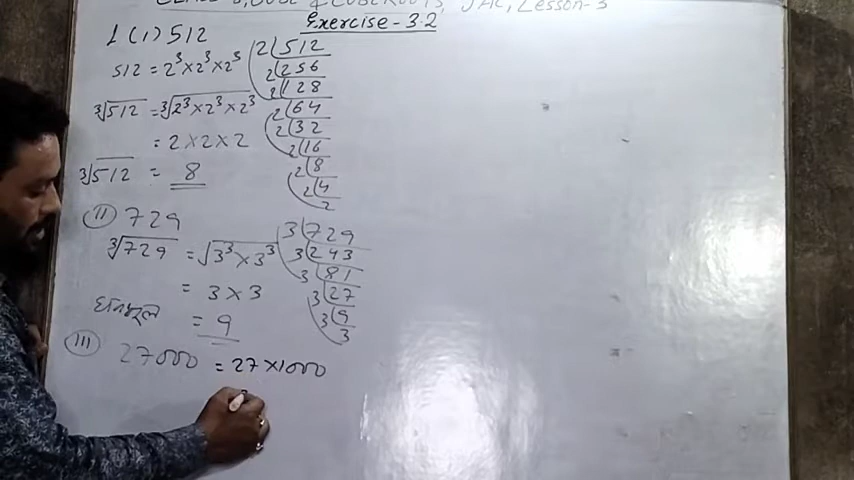 Lesson-3
Exercise-3.2
1 (i) 512
512 = 2³×2³×2³
∛512 = ∛2³×2³×2³
= 2×2×2
∛512 = 8
2 512
2 256
2 128
2 64
2 32
2 16
2 8
2 4
2
(ii) 729
∛729 = √3³×3³
= 3×3
ঘনমূল = 9
3 729
3 243
3 81
3 27
3 9
3
(iii) 27000 = 27×1000